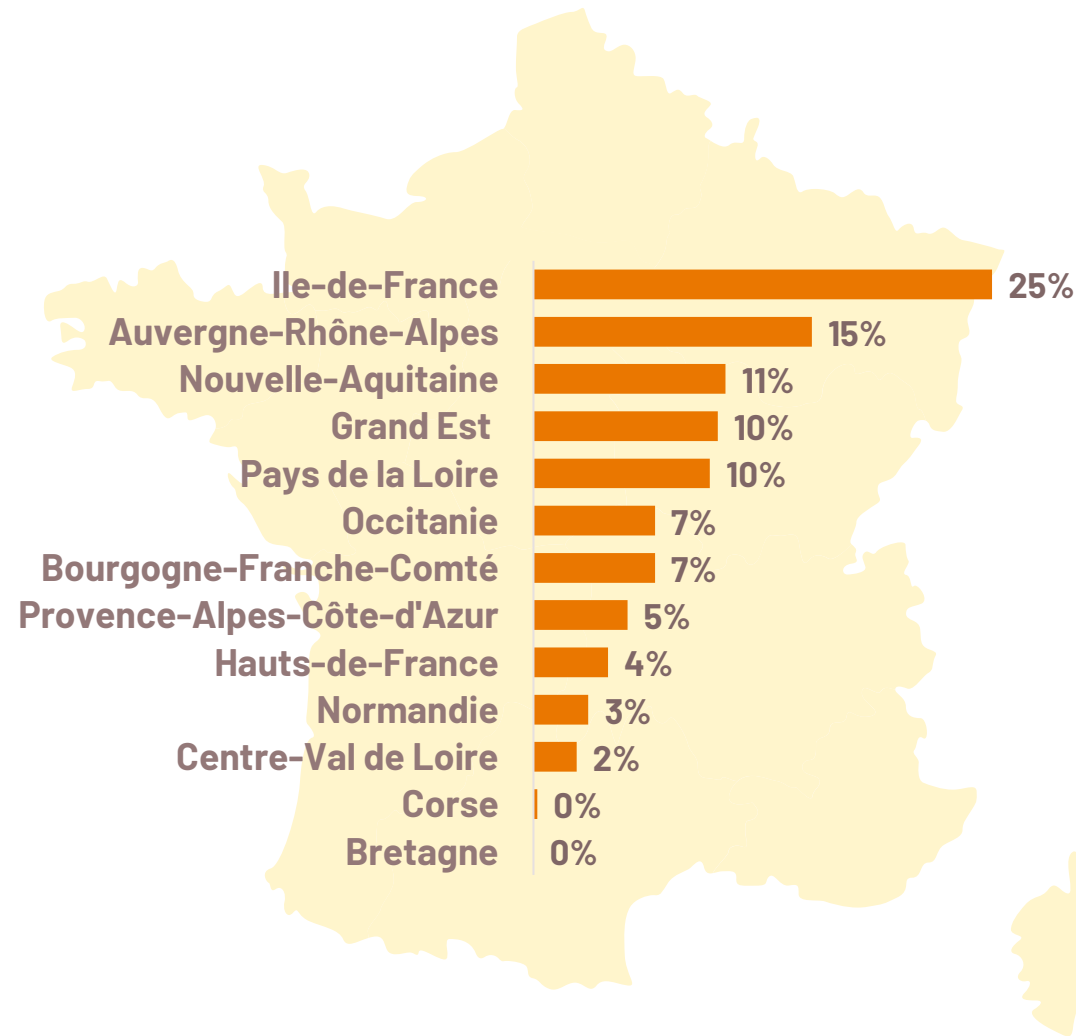 Ile-de-France 25%
Auvergne-Rhône-Alpes 15%
Nouvelle-Aquitaine 11%
Grand Est 10%
Pays de la Loire 10%
Occitanie 7%
Bourgogne-Franche-Comté 7%
Provence-Alpes-Côte-d'Azur 5%
Hauts-de-France 4%
Normandie 3%
Centre-Val de Loire 2%
Corse 0%
Bretagne 0%